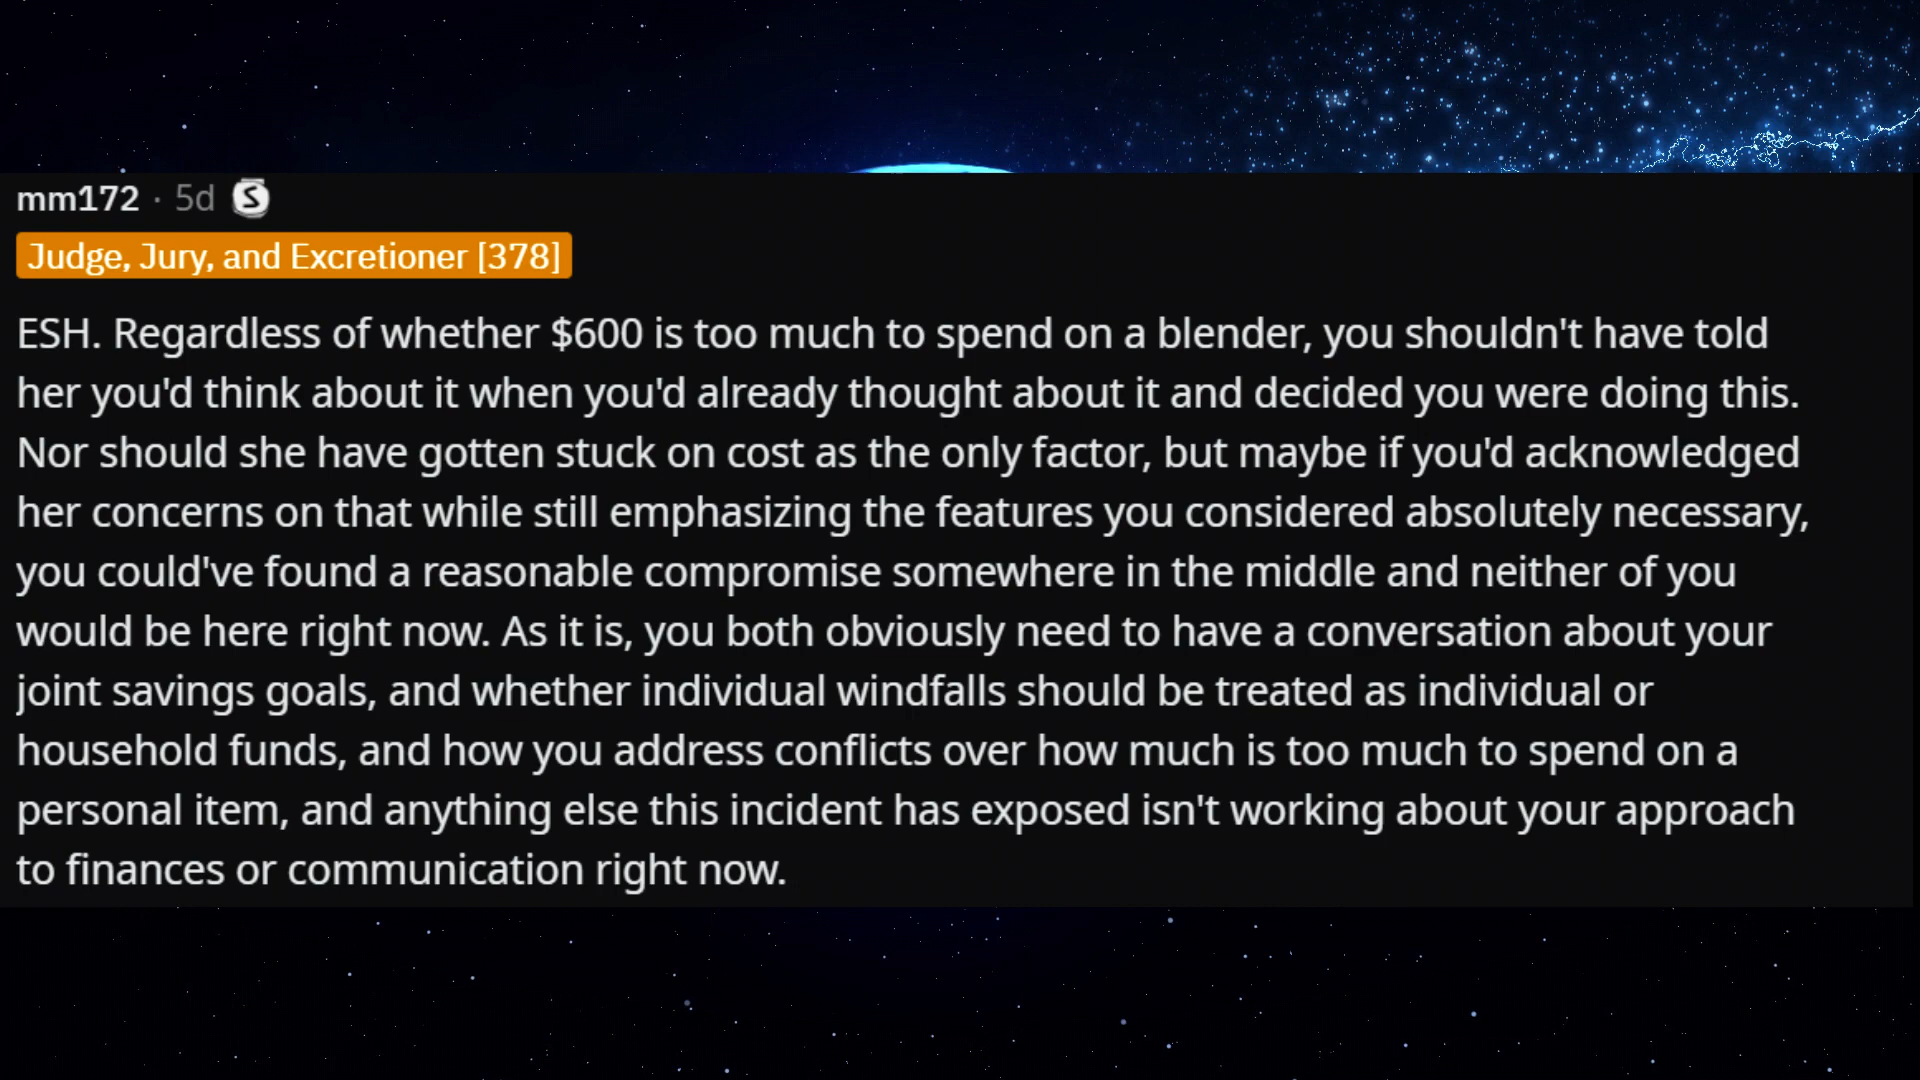 mm172 · 5d S
Judge, Jury, and Excretioner [378]
ESH. Regardless of whether $600 is too much to spend on a blender, you shouldn't have told
her you'd think about it when you'd already thought about it and decided you were doing this.
Nor should she have gotten stuck on cost as the only factor, but maybe if you'd acknowledged
her concerns on that while still emphasizing the features you considered absolutely necessary,
you could've found a reasonable compromise somewhere in the middle and neither of you
would be here right now. As it is, you both obviously need to have a conversation about your
joint savings goals, and whether individual windfalls should be treated as individual or
household funds, and how you address conflicts over how much is too much to spend on a
personal item, and anything else this incident has exposed isn't working about your approach
to finances or communication right now.